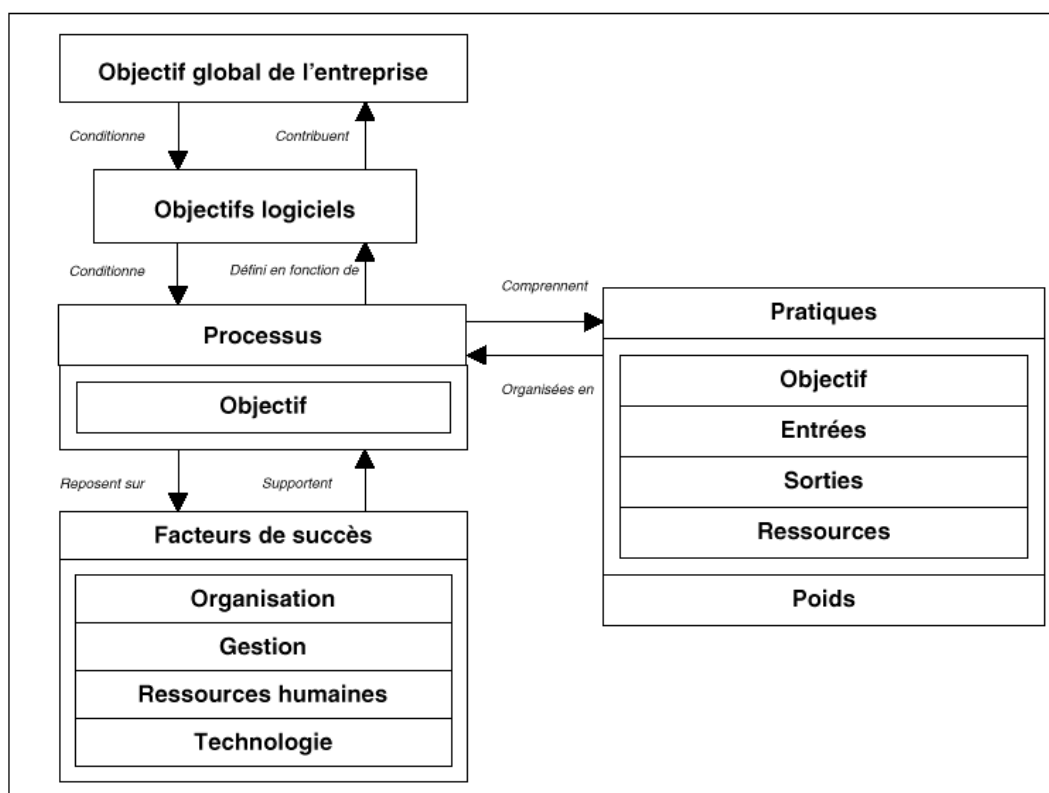 Objectif global de l'entreprise
Conditionne
Contribuent
Objectifs logiciels
Conditionne
Défini en fonction de
Processus
Objectif
Comprennent
Organisées en
Pratiques
Objectif
Entrées
Sorties
Ressources
Poids
Reposent sur
Supportent
Facteurs de succès
Organisation
Gestion
Ressources humaines
Technologie